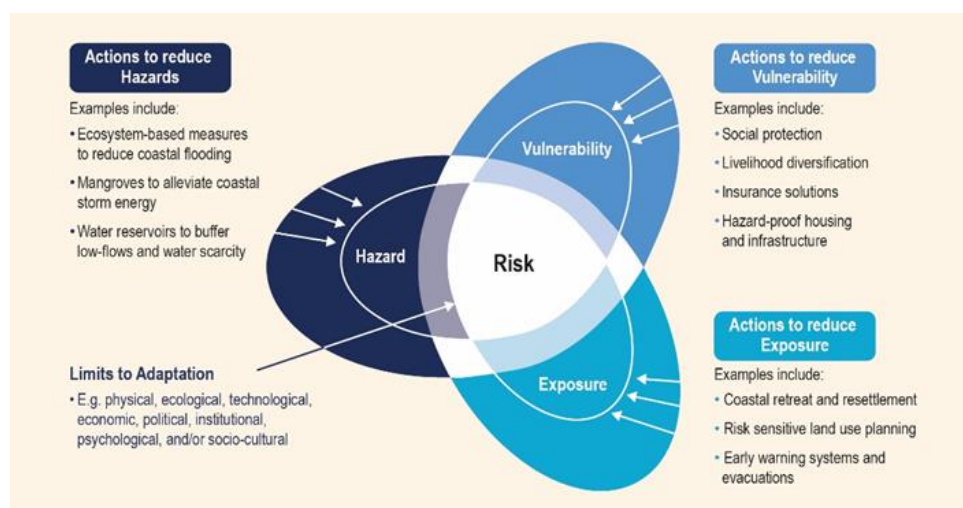 Actions to reduce
Hazards
Examples include:
• Ecosystem-based measures
to reduce coastal flooding
• Mangroves to alleviate coastal
storm energy
• Water reservoirs to buffer
low-flows and water scarcity
Limits to Adaptation
• E.g. physical, ecological, technological,
economic, political, institutional,
psychological, and/or socio-cultural
Vulnerability
Hazard
Risk
Exposure
Actions to reduce
Vulnerability
Examples include:
• Social protection
• Livelihood diversification
• Insurance solutions
• Hazard-proof housing
and infrastructure
Actions to reduce
Exposure
Examples include:
• Coastal retreat and resettlement
• Risk sensitive land use planning
• Early warning systems and
evacuations